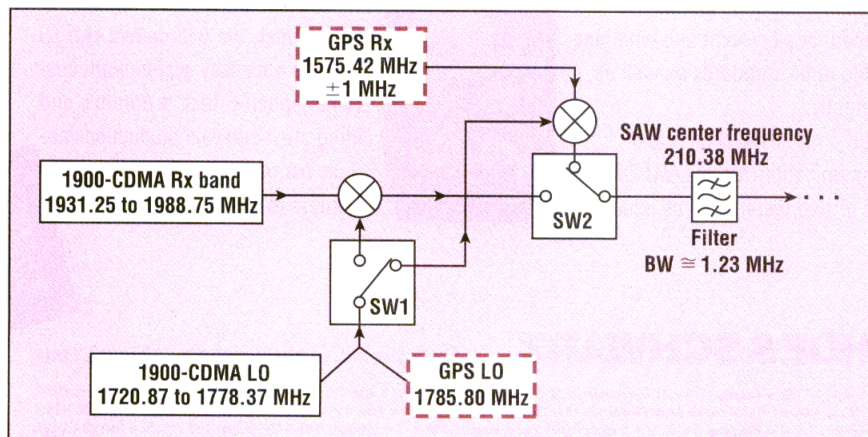 GPS Rx
1575.42 MHz
±1 MHz
SAW center frequency
210.38 MHz
1900-CDMA Rx band
1931.25 to 1988.75 MHz
SW2
Filter
BW ≅ 1.23 MHz
SW1
1900-CDMA LO
1720.87 to 1778.37 MHz
GPS LO
1785.80 MHz